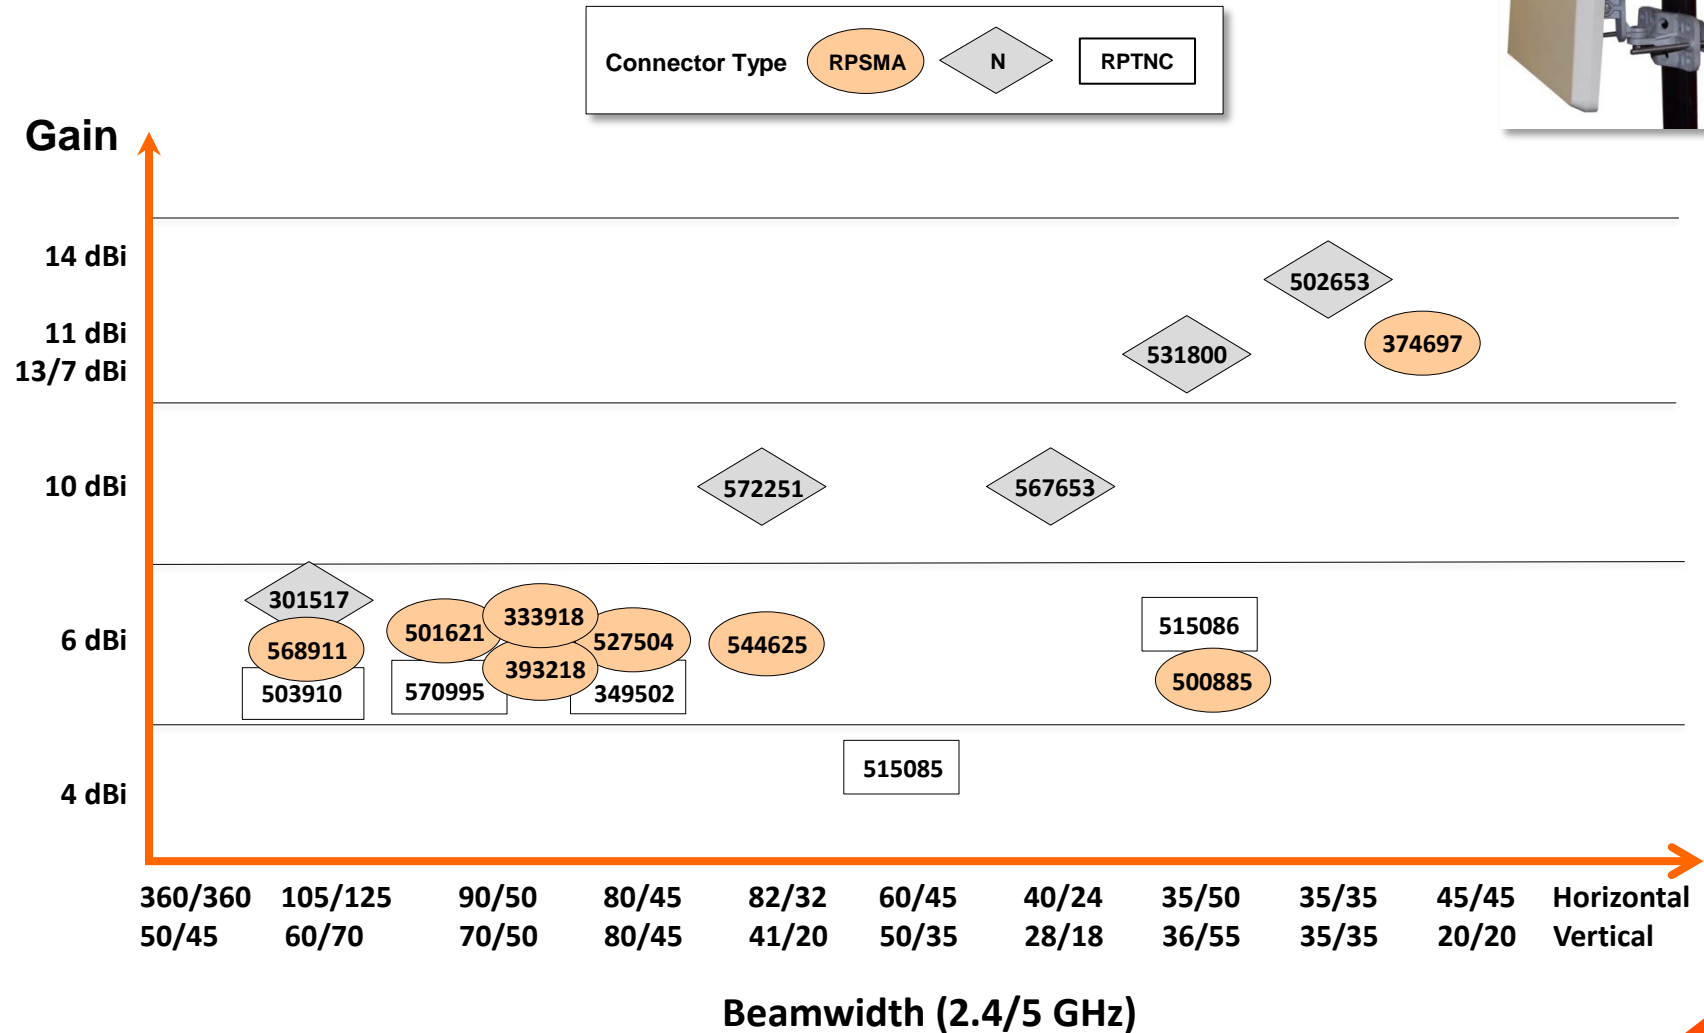 Connector Type RPSMA N RPTNC
Gain
14 dBi
502653
11 dBi
374697
531800
13/7 dBi
10 dBi
572251 567653
301517
333918
501621
515086
6 dBi
527504
544625
568911
393218
500885
503910
570995
349502
515085
4 dBi
360/360 105/125 90/50 80/45 82/32 60/45 40/24 35/50 35/35 45/45 Horizontal
50/45 60/70 70/50 80/45 41/20 50/35 28/18 36/55 35/35 20/20 Vertical
Beamwidth (2.4/5 GHz)